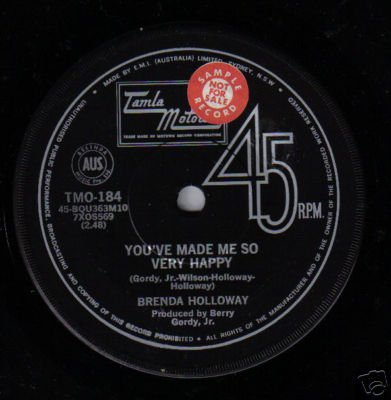 MADE BY E.M.I. (AUSTRALIA) LIMITED, SYDNEY, N.S.W.
ALL RIGHTS OF THE MANUFACTURER AND OF THE OWNER OF THE RECORDED WORK RESERVED
UNAUTHORISED PUBLIC PERFORMANCE, BROADCASTING AND COPYING OF THIS RECORD PROHIBITED
SAMPLE
NOT
FOR
SALE
RECORD
Tamla
Motown
TRADE MARK OF MOTOWN RECORD CORPORATION
45
RPM.
BELINDA
AUS
TMO-184
45-BQU363M10
7XOS569
(2.48)
YOU'VE MADE ME SO
VERY HAPPY
(Gordy, Jr.-Wilson-Holloway-
Holloway)
BRENDA HOLLOWAY
Produced by Berry
Gordy, Jr.